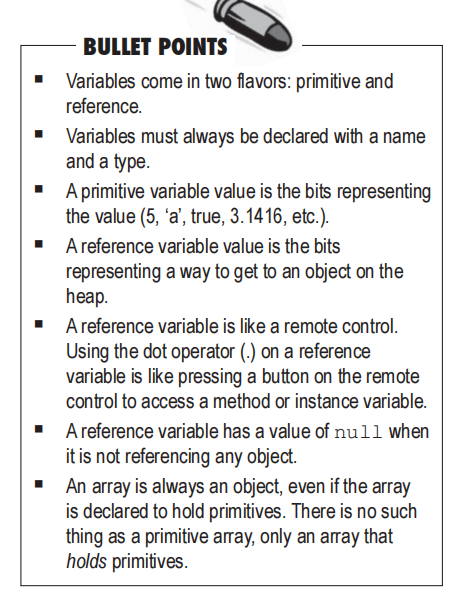 BULLET POINTS
■ Variables come in two flavors: primitive and
reference.
■ Variables must always be declared with a name
and a type.
■ A primitive variable value is the bits representing
the value (5, ‘a’, true, 3.1416, etc.).
■ A reference variable value is the bits
representing a way to get to an object on the
heap.
■ A reference variable is like a remote control.
Using the dot operator (.) on a reference
variable is like pressing a button on the remote
control to access a method or instance variable.
■ A reference variable has a value of null when
it is not referencing any object.
■ An array is always an object, even if the array
is declared to hold primitives. There is no such
thing as a primitive array, only an array that
holds primitives.